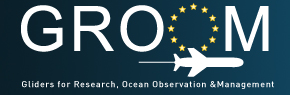 GROOM
Gliders for Research, Ocean Observation &Management